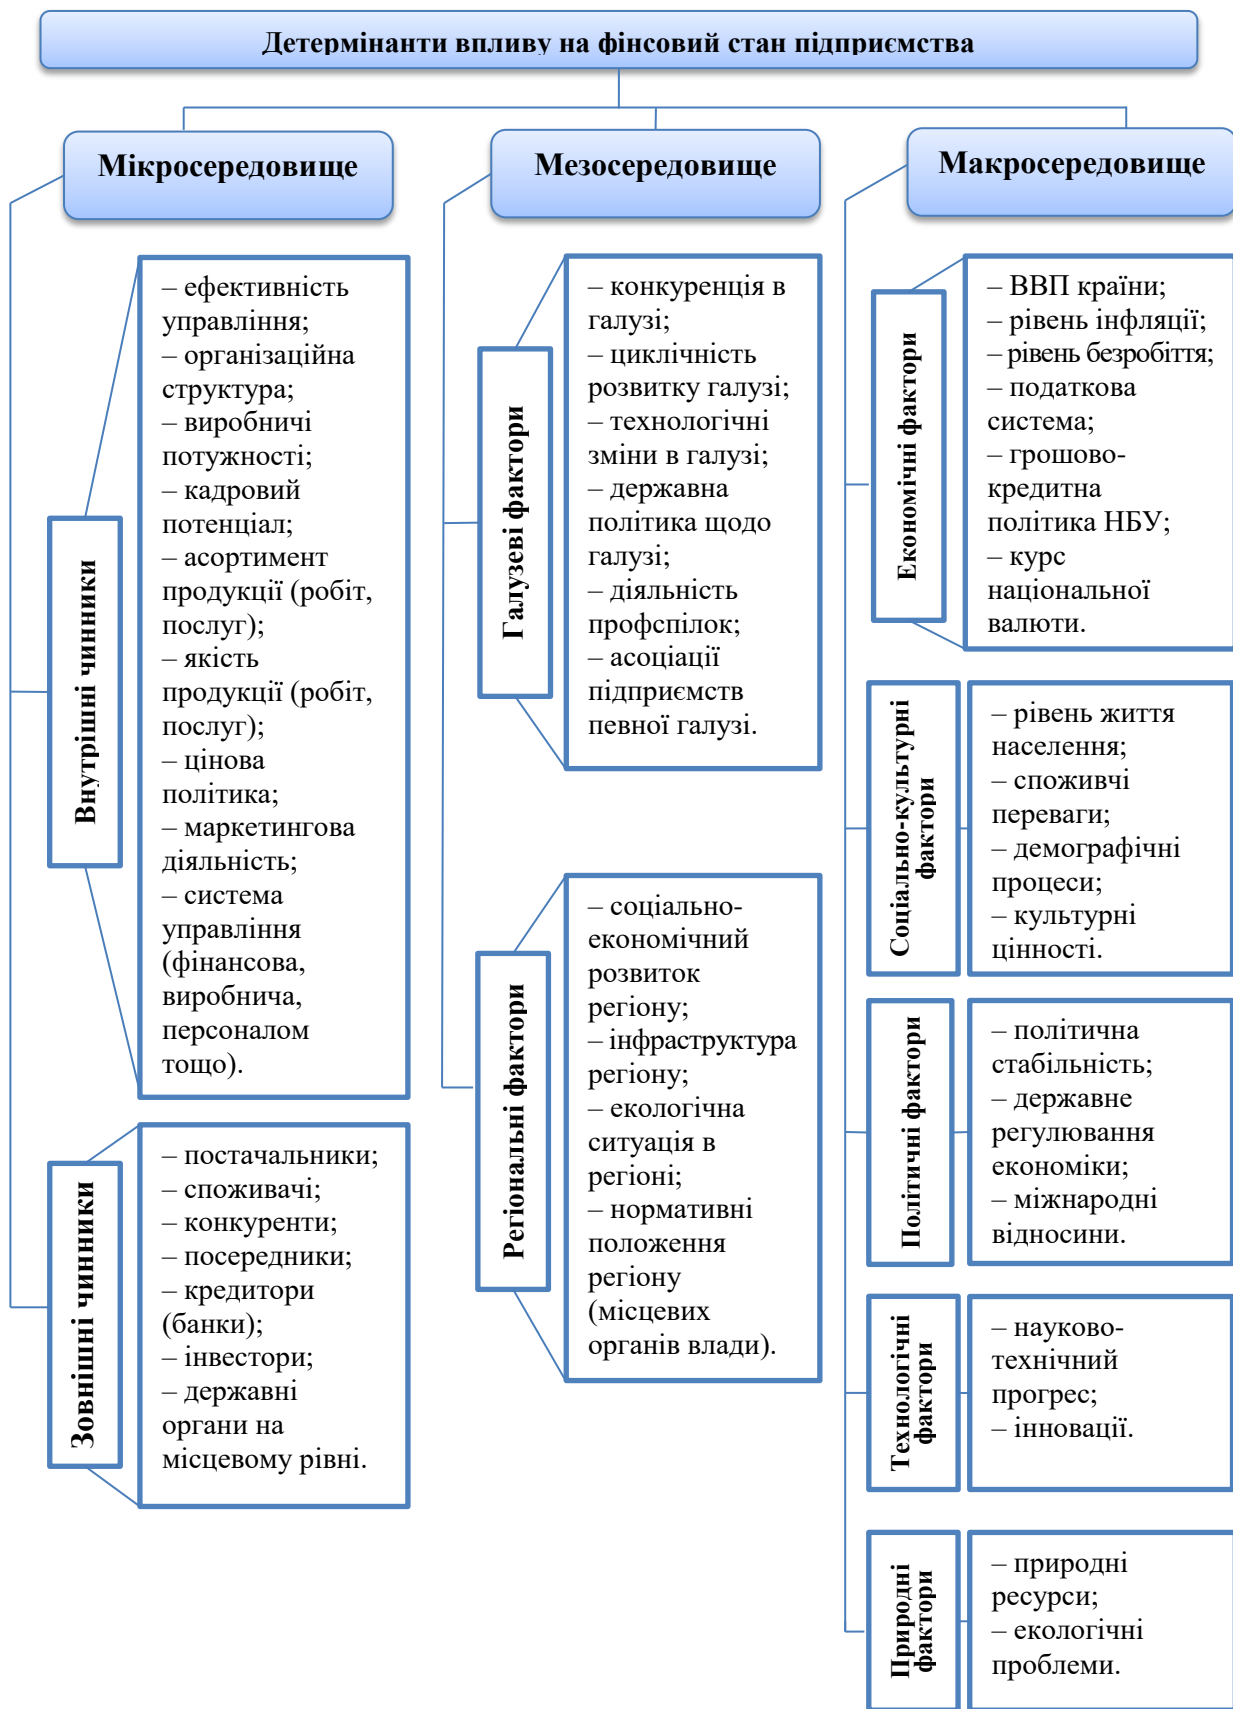 Детермінанти впливу на фінсовий стан підприємства
Мікросередовище
Внутрішні чинники
– ефективність
управління;
– організаційна
структура;
– виробничі
потужності;
– кадровий
потенціал;
– асортимент
продукції (робіт,
послуг);
– якість
продукції (робіт,
послуг);
– цінова
політика;
– маркетингова
діяльність;
– система
управління
(фінансова,
виробнича,
персоналом
тощо).
Зовнішні чинники
– постачальники;
– споживачі;
– конкуренти;
– посередники;
– кредитори
(банки);
– інвестори;
– державні
органи на
місцевому рівні.
Мезосередовище
Галузеві фактори
– конкуренція в
галузі;
– циклічність
розвитку галузі;
– технологічні
зміни в галузі;
– державна
політика щодо
галузі;
– діяльність
профспілок;
– асоціації
підприємств
певної галузі.
Регіональні фактори
– соціально-
економічний
розвиток
регіону;
– інфраструктура
регіону;
– екологічна
ситуація в
регіоні;
– нормативні
положення
регіону
(місцевих
органів влади).
Макросередовище
Економічні фактори
– ВВП країни;
– рівень інфляції;
– рівень безробіття;
– податкова
система;
– грошово-
кредитна
політика НБУ;
– курс
національної
валюти.
Соціально-культурні
фактори
– рівень життя
населення;
– споживчі
переваги;
– демографічні
процеси;
– культурні
цінності.
Політичні фактори
– політична
стабільність;
– державне
регулювання
економіки;
– міжнародні
відносини.
Технологічні
фактори
– науково-
технічний
прогрес;
– інновації.
Природні
фактори
– природні
ресурси;
– екологічні
проблеми.